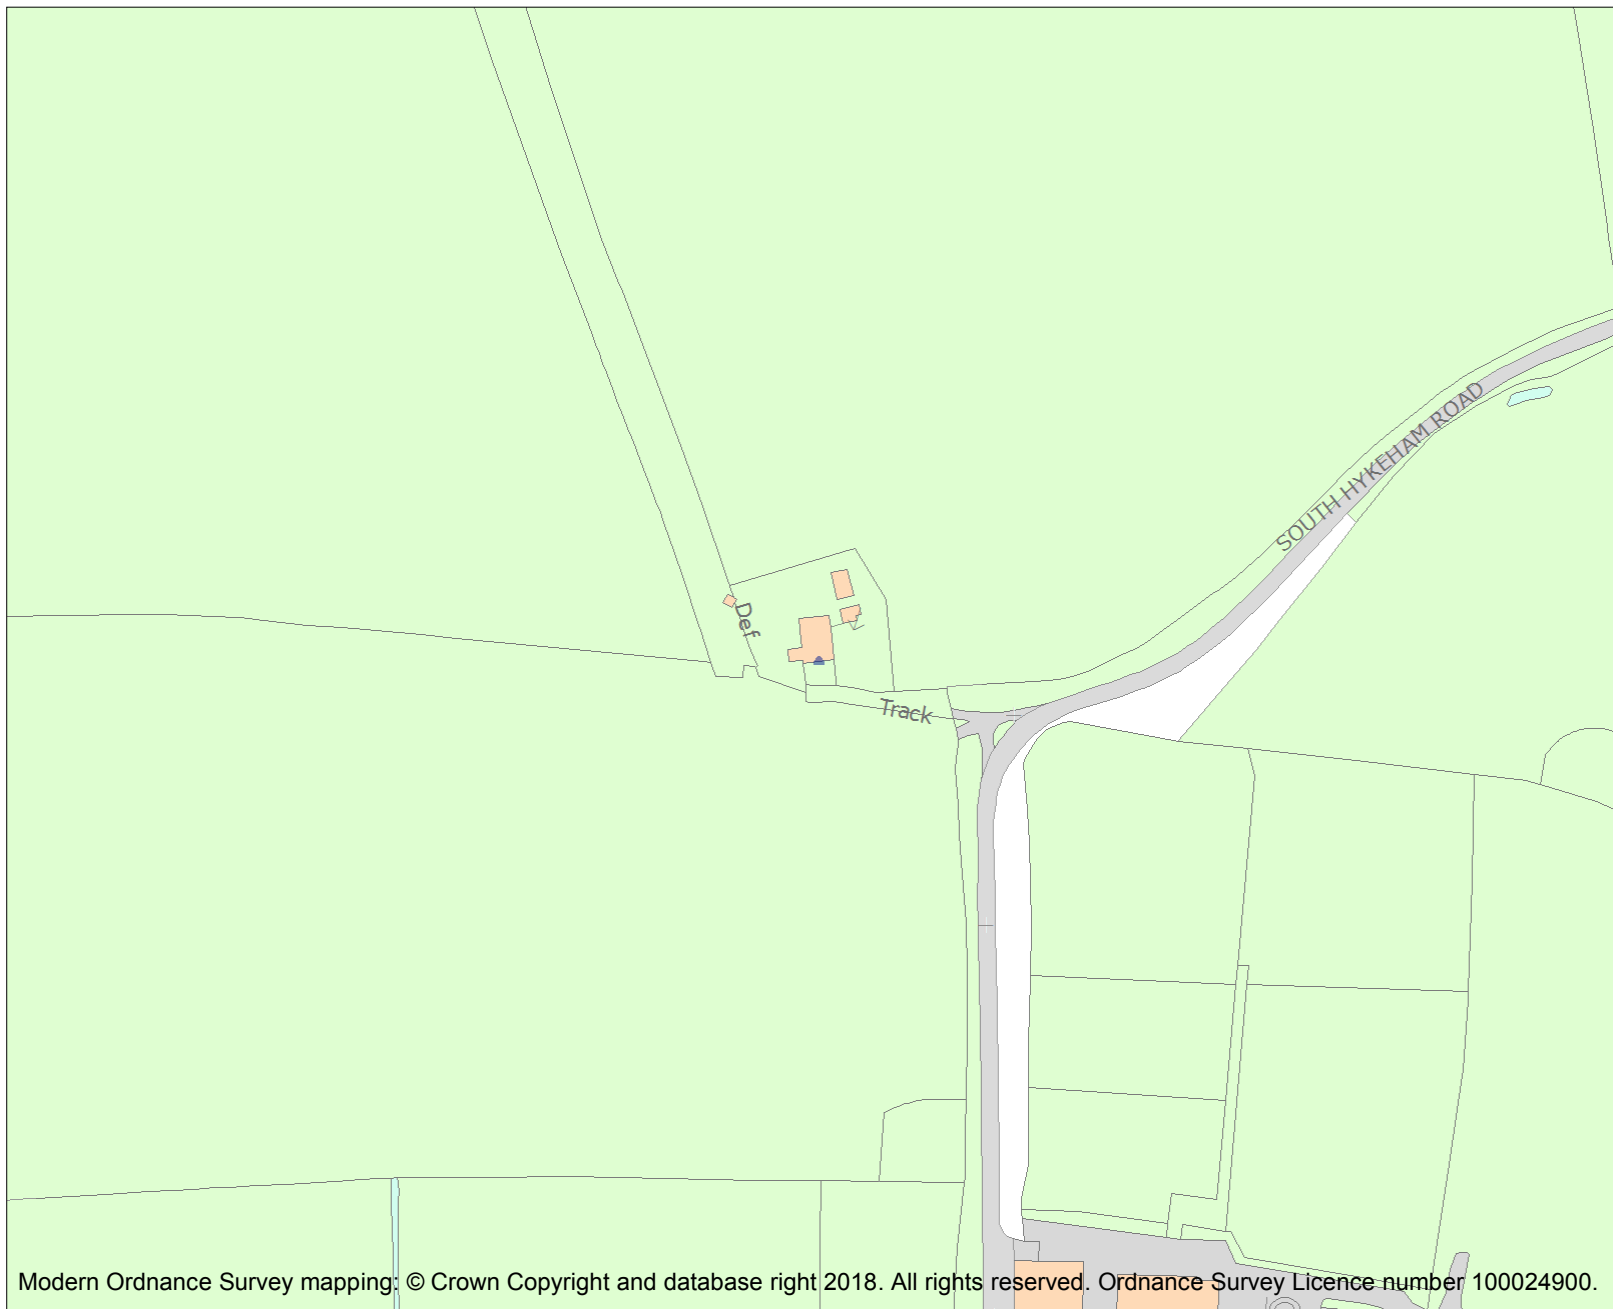 SOUTH HYKEHAM ROAD
Def
Track
Modern Ordnance Survey mapping: © Crown Copyright and database right 2018. All rights reserved. Ordnance Survey Licence number 100024900.